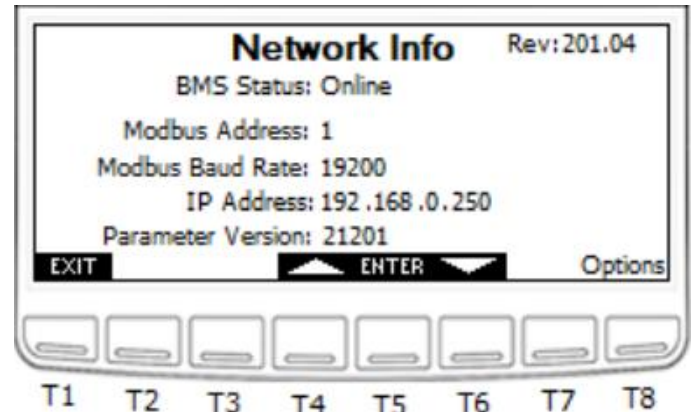 Network Info Rev:201.04
BMS Status: Online
Modbus Address: 1
Modbus Baud Rate: 19200
IP Address: 192 .168 .0 .250
Parameter Version: 21201
EXIT ENTER Options
T1 T2 T3 T4 T5 T6 T7 T8